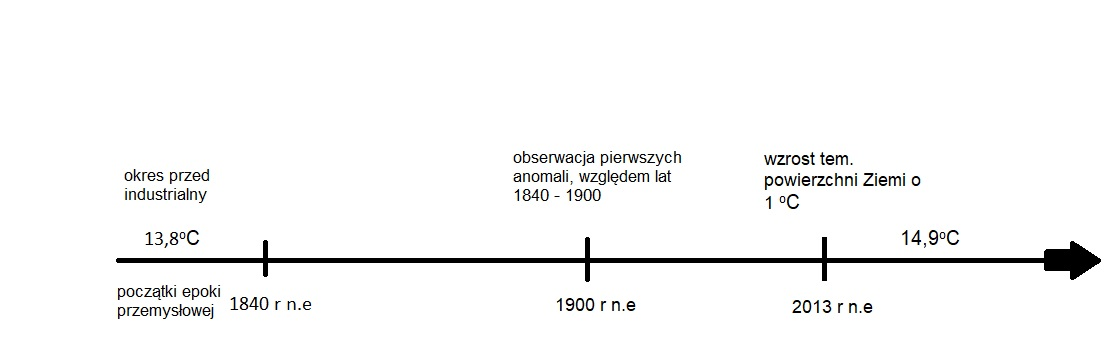 okres przed
industrialny
obserwacja pierwszych
anomali, względem lat
1840 - 1900
wzrost tem.
powierzchni Ziemi o
1 ºC
13,8ºC
14,9ºC
początki epoki
przemysłowej
1840 r n.e
1900 r n.e
2013 r n.e